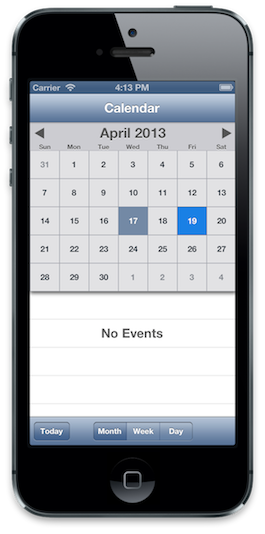 Carrier 4:13 PM
Calendar
April 2013
Sun Mon Tue Wed Thu Fri Sat
31 1 2 3 4 5 6
7 8 9 10 11 12 13
14 15 16 17 18 19 20
21 22 23 24 25 26 27
28 29 30 1 2 3 4
No Events
Today Month Week Day